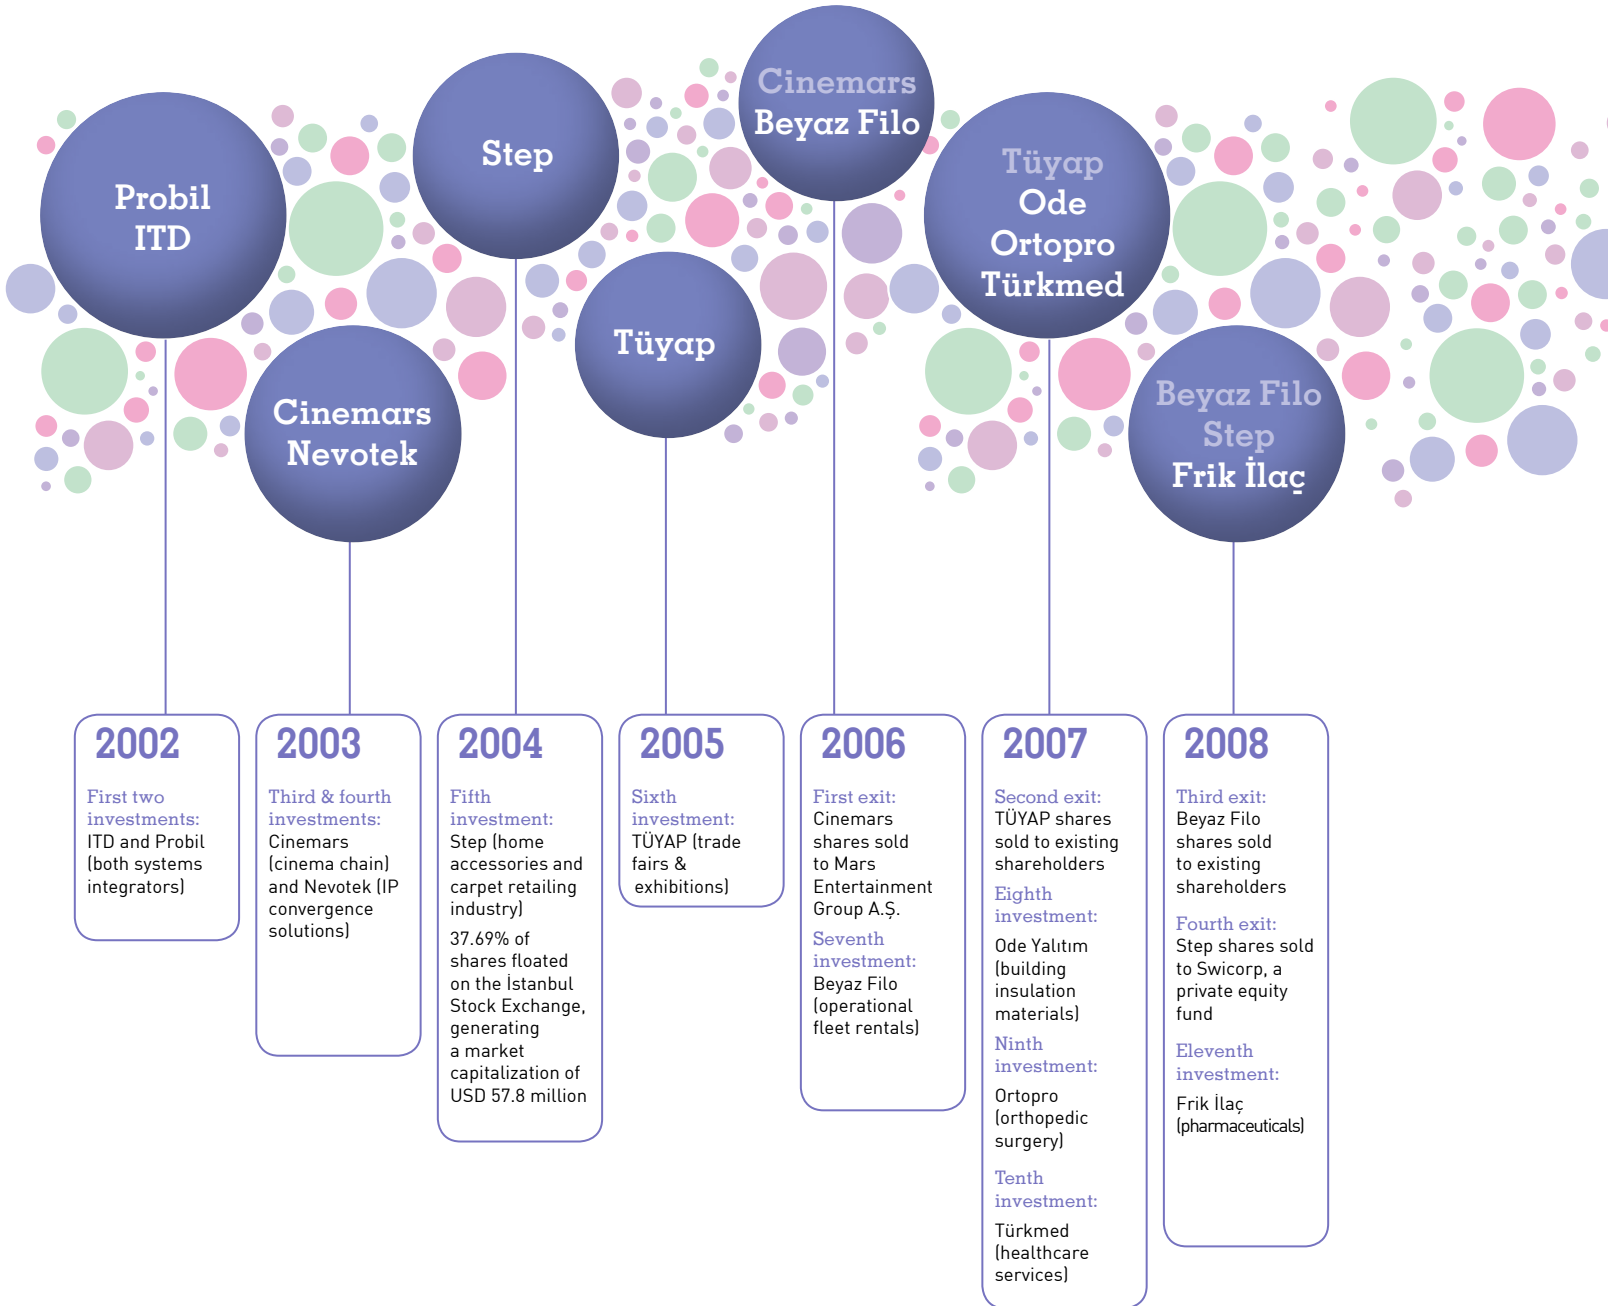 Probil
ITD
Cinemars
Nevotek
Step
Tüyap
Cinemars
Beyaz Filo
Tüyap
Ode
Ortopro
Türkmed
Beyaz Filo
Step
Frik İlaç
2002
First two
investments:
ITD and Probil
(both systems
integrators)
2003
Third & fourth
investments:
Cinemars
(cinema chain)
and Nevotek (IP
convergence
solutions)
2004
Fifth
investment:
Step (home
accessories and
carpet retailing
industry)
37.69% of
shares floated
on the İstanbul
Stock Exchange,
generating
a market
capitalization of
USD 57.8 million
2005
Sixth
investment:
TÜYAP (trade
fairs &
exhibitions)
2006
First exit:
Cinemars
shares sold
to Mars
Entertainment
Group A.Ş.
Seventh
investment:
Beyaz Filo
(operational
fleet rentals)
2007
Second exit:
TÜYAP shares
sold to existing
shareholders
Eighth
investment:
Ode Yalıtım
(building
insulation
materials)
Ninth
investment:
Ortopro
(orthopedic
surgery)
Tenth
investment:
Türkmed
(healthcare
services)
2008
Third exit:
Beyaz Filo
shares sold
to existing
shareholders
Fourth exit:
Step shares sold
to Swicorp, a
private equity
fund
Eleventh
investment:
Frik İlaç
(pharmaceuticals)